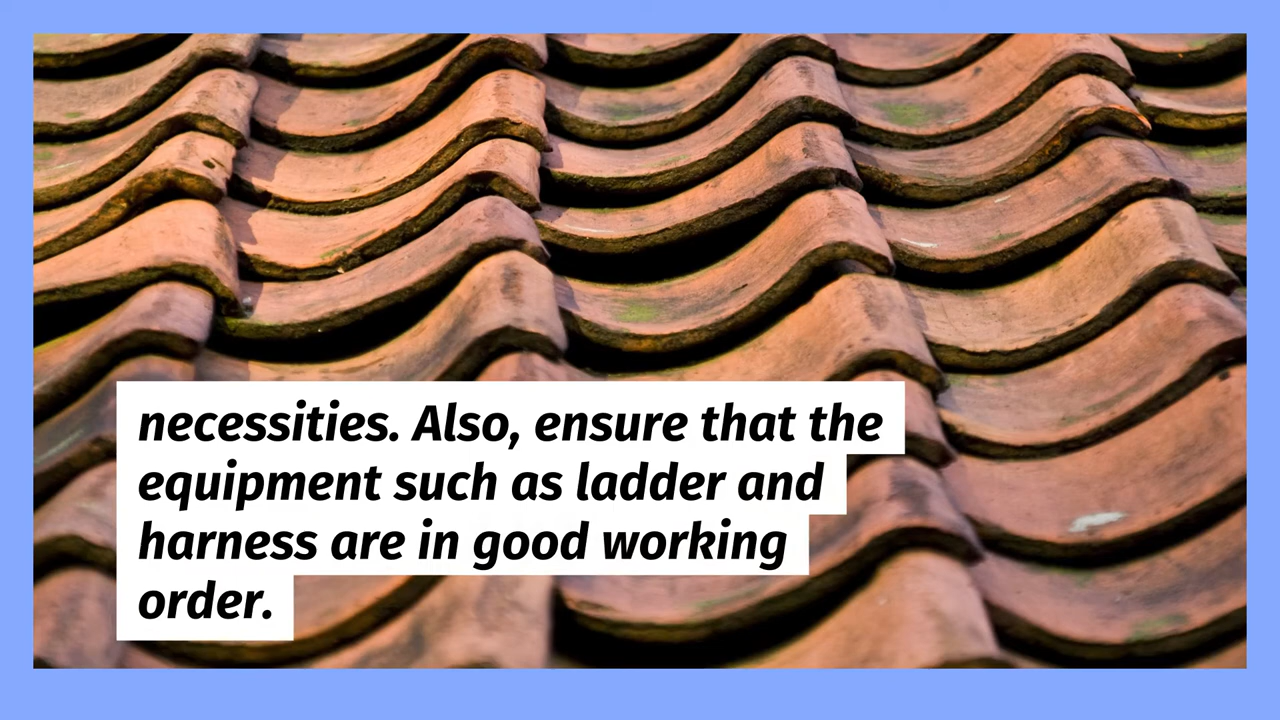 necessities. Also, ensure that the
equipment such as ladder and
harness are in good working
order.